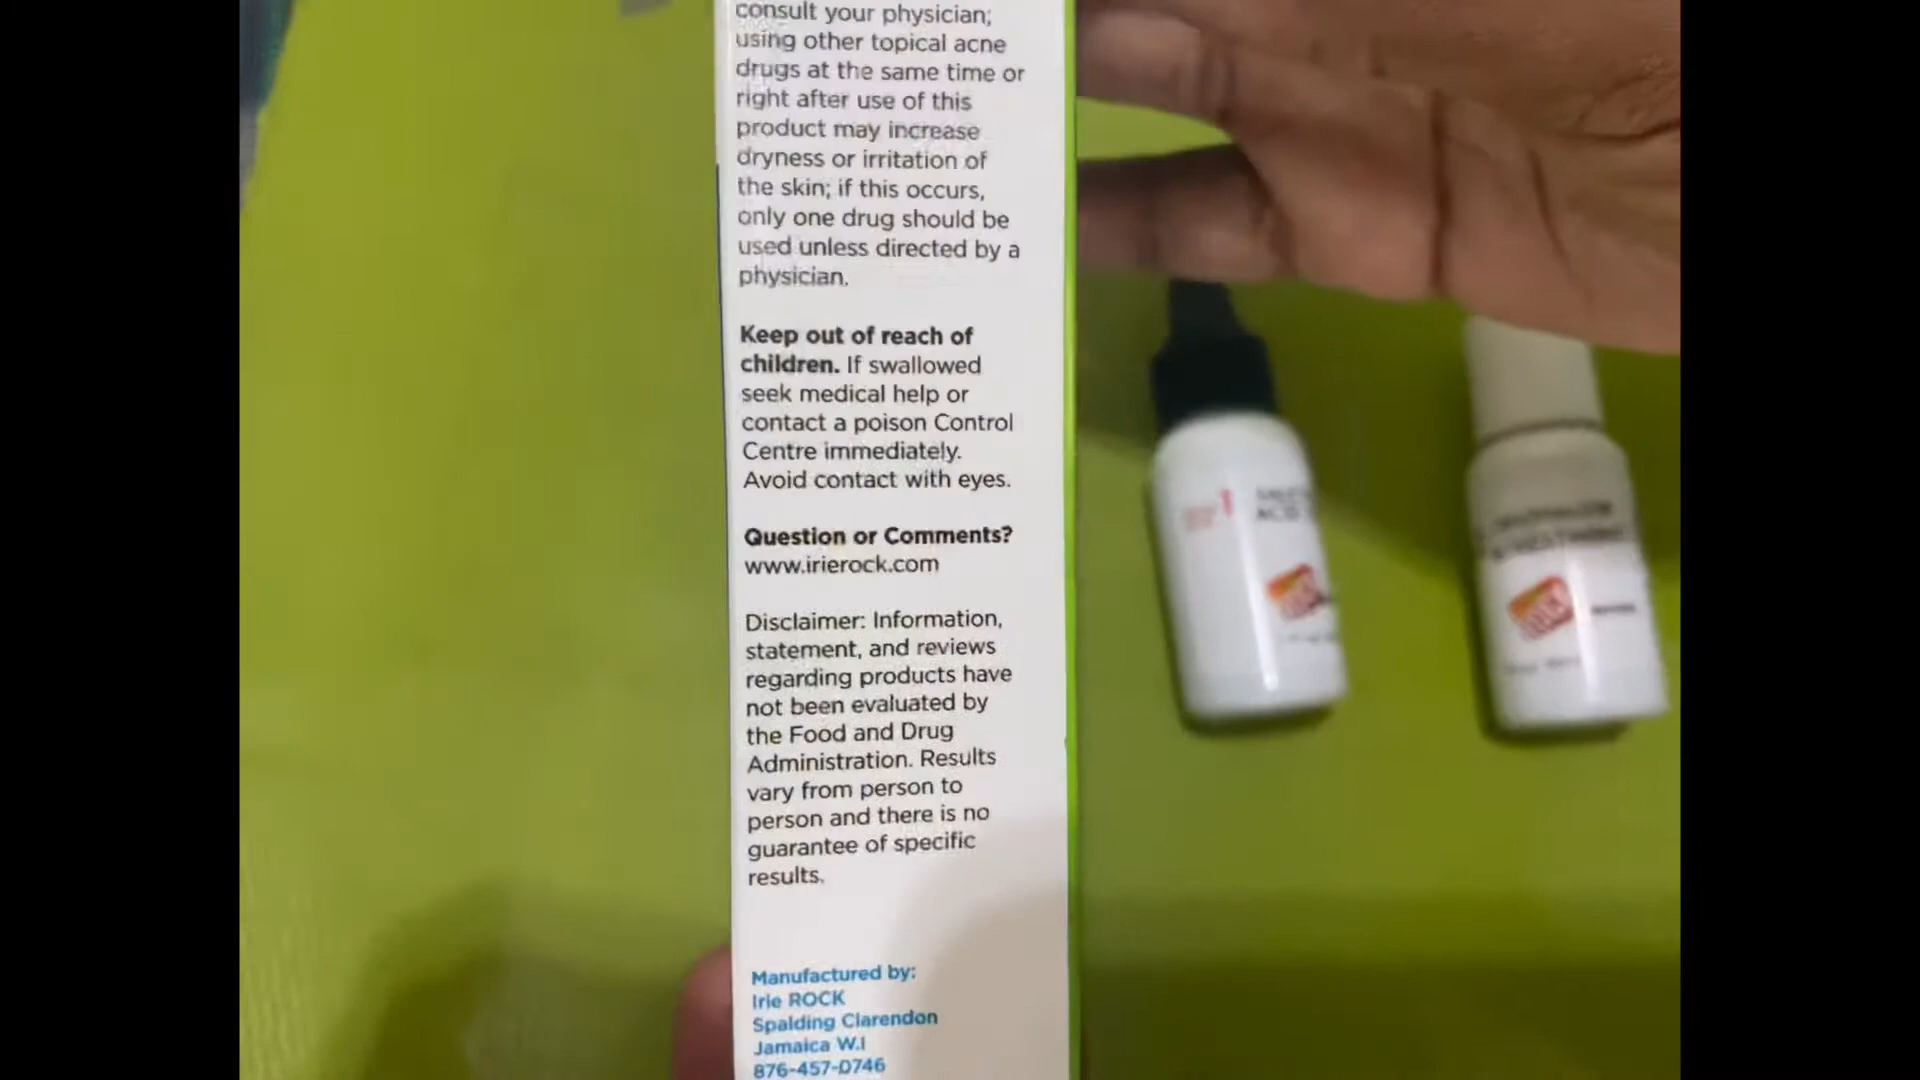 consult your physician;
using other topical acne
drugs at the same time or
right after use of this
product may increase
dryness or irritation of
the skin; if this occurs,
only one drug should be
used unless directed by a
physician.
Keep out of reach of
children. If swallowed
seek medical help or
contact a poison Control
Centre immediately.
Avoid contact with eyes.
Question or Comments?
www.irierock.com
Disclaimer: Information,
statement, and reviews
regarding products have
not been evaluated by
the Food and Drug
Administration. Results
vary from person to
person and there is no
guarantee of specific
results.
Manufactured by:
Irie ROCK
Spalding Clarendon
Jamaica W.I
876-457-0746
1
ACID